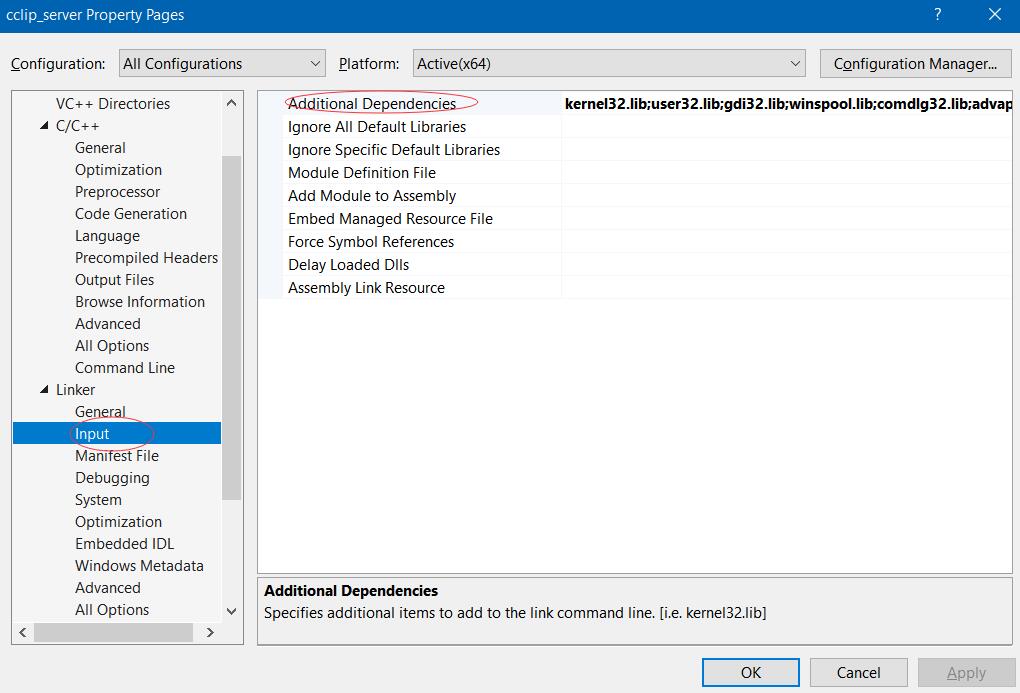 cclip_server Property Pages
?
Configuration: All Configurations Platform: Active(x64) Configuration Manager...
VC++ Directories
C/C++
General
Optimization
Preprocessor
Code Generation
Language
Precompiled Headers
Output Files
Browse Information
Advanced
All Options
Command Line
Linker
General
Input
Manifest File
Debugging
System
Optimization
Embedded IDL
Windows Metadata
Advanced
All Options
Additional Dependencies kernel32.lib;user32.lib;gdi32.lib;winspool.lib;comdlg32.lib;advap
Ignore All Default Libraries
Ignore Specific Default Libraries
Module Definition File
Add Module to Assembly
Embed Managed Resource File
Force Symbol References
Delay Loaded Dlls
Assembly Link Resource
Additional Dependencies
Specifies additional items to add to the link command line. [i.e. kernel32.lib]
OK Cancel Apply